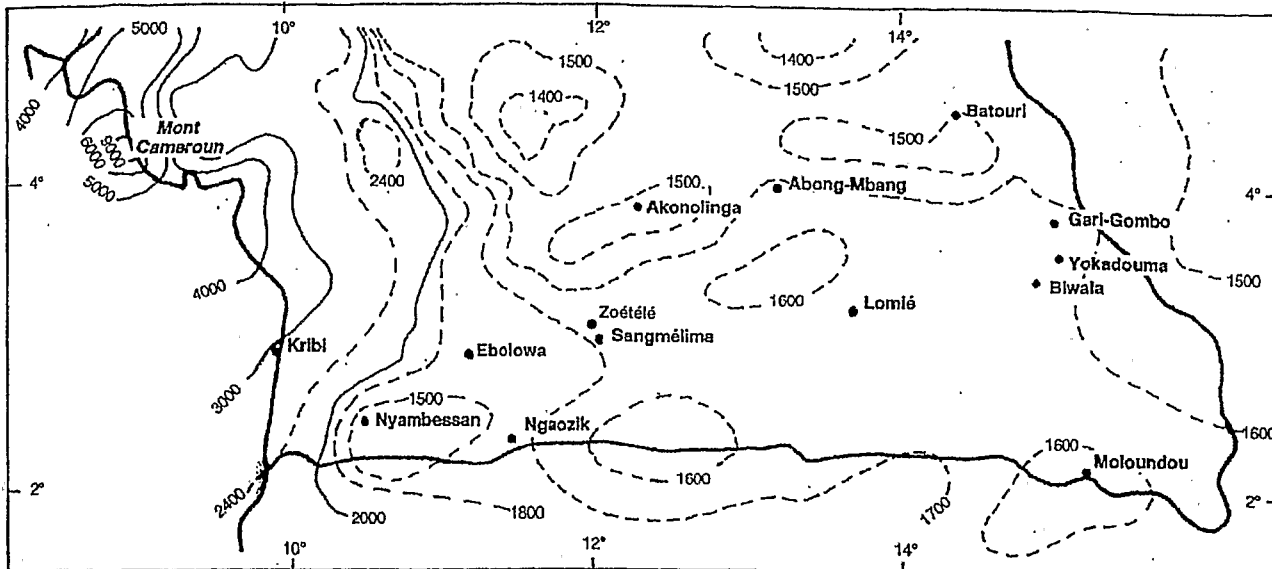 10°
12°
14°
5000
4000
1500
1400
1400
1500
Batouri
Mont
Cameroun
9000
6000
5000
1500
4°
2400
1500
Abong-Mbang
4°
Akonolinga
Gari-Gombo
Yokadouma
4000
1600
Biwala
1500
Zoétélé
Lomié
Sangmélima
Kribi
Ebolowa
3000
1500
Nyambessan
Ngaozik
1600
1600
1600
Moloundou
2°
2400
2000
1800
1700
2°
10°
12°
14°